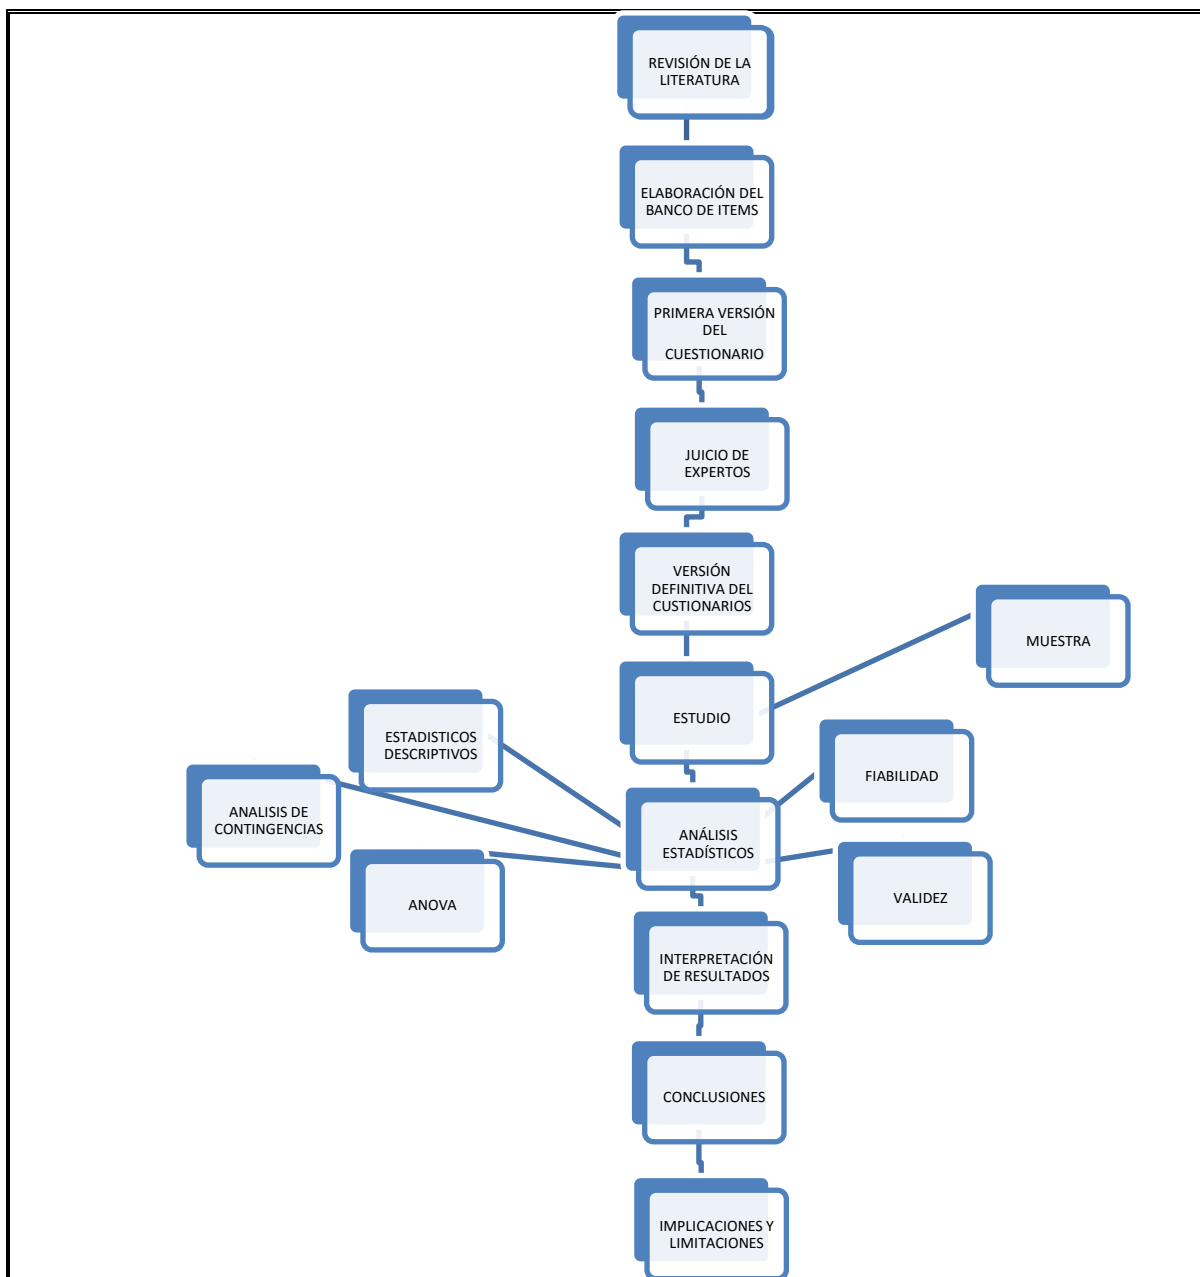 REVISIÓN DE LA
LITERATURA
ELABORACIÓN DEL
BANCO DE ITEMS
PRIMERA VERSIÓN
DEL
CUESTIONARIO
JUICIO DE
EXPERTOS
VERSIÓN
DEFINITIVA DEL
CUSTIONARIOS
MUESTRA
ESTUDIO
ESTADISTICOS
DESCRIPTIVOS
FIABILIDAD
ANALISIS DE
CONTINGENCIAS
ANÁLISIS
ESTADÍSTICOS
ANOVA
VALIDEZ
INTERPRETACIÓN
DE RESULTADOS
CONCLUSIONES
IMPLICACIONES Y
LIMITACIONES